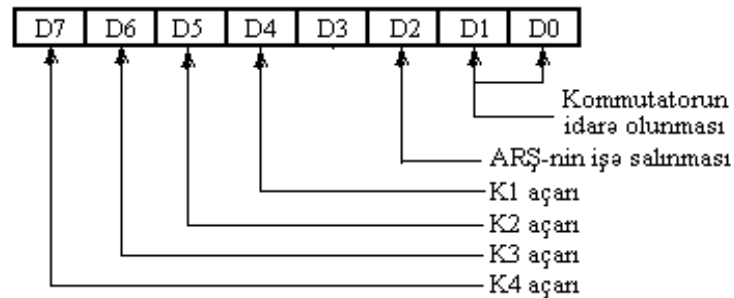 D7 D6 D5 D4 D3 D2 D1 D0
Kommutatorun
idarə olunması
ARŞ-nin işə salınması
K1 açarı
K2 açarı
K3 açarı
K4 açarı